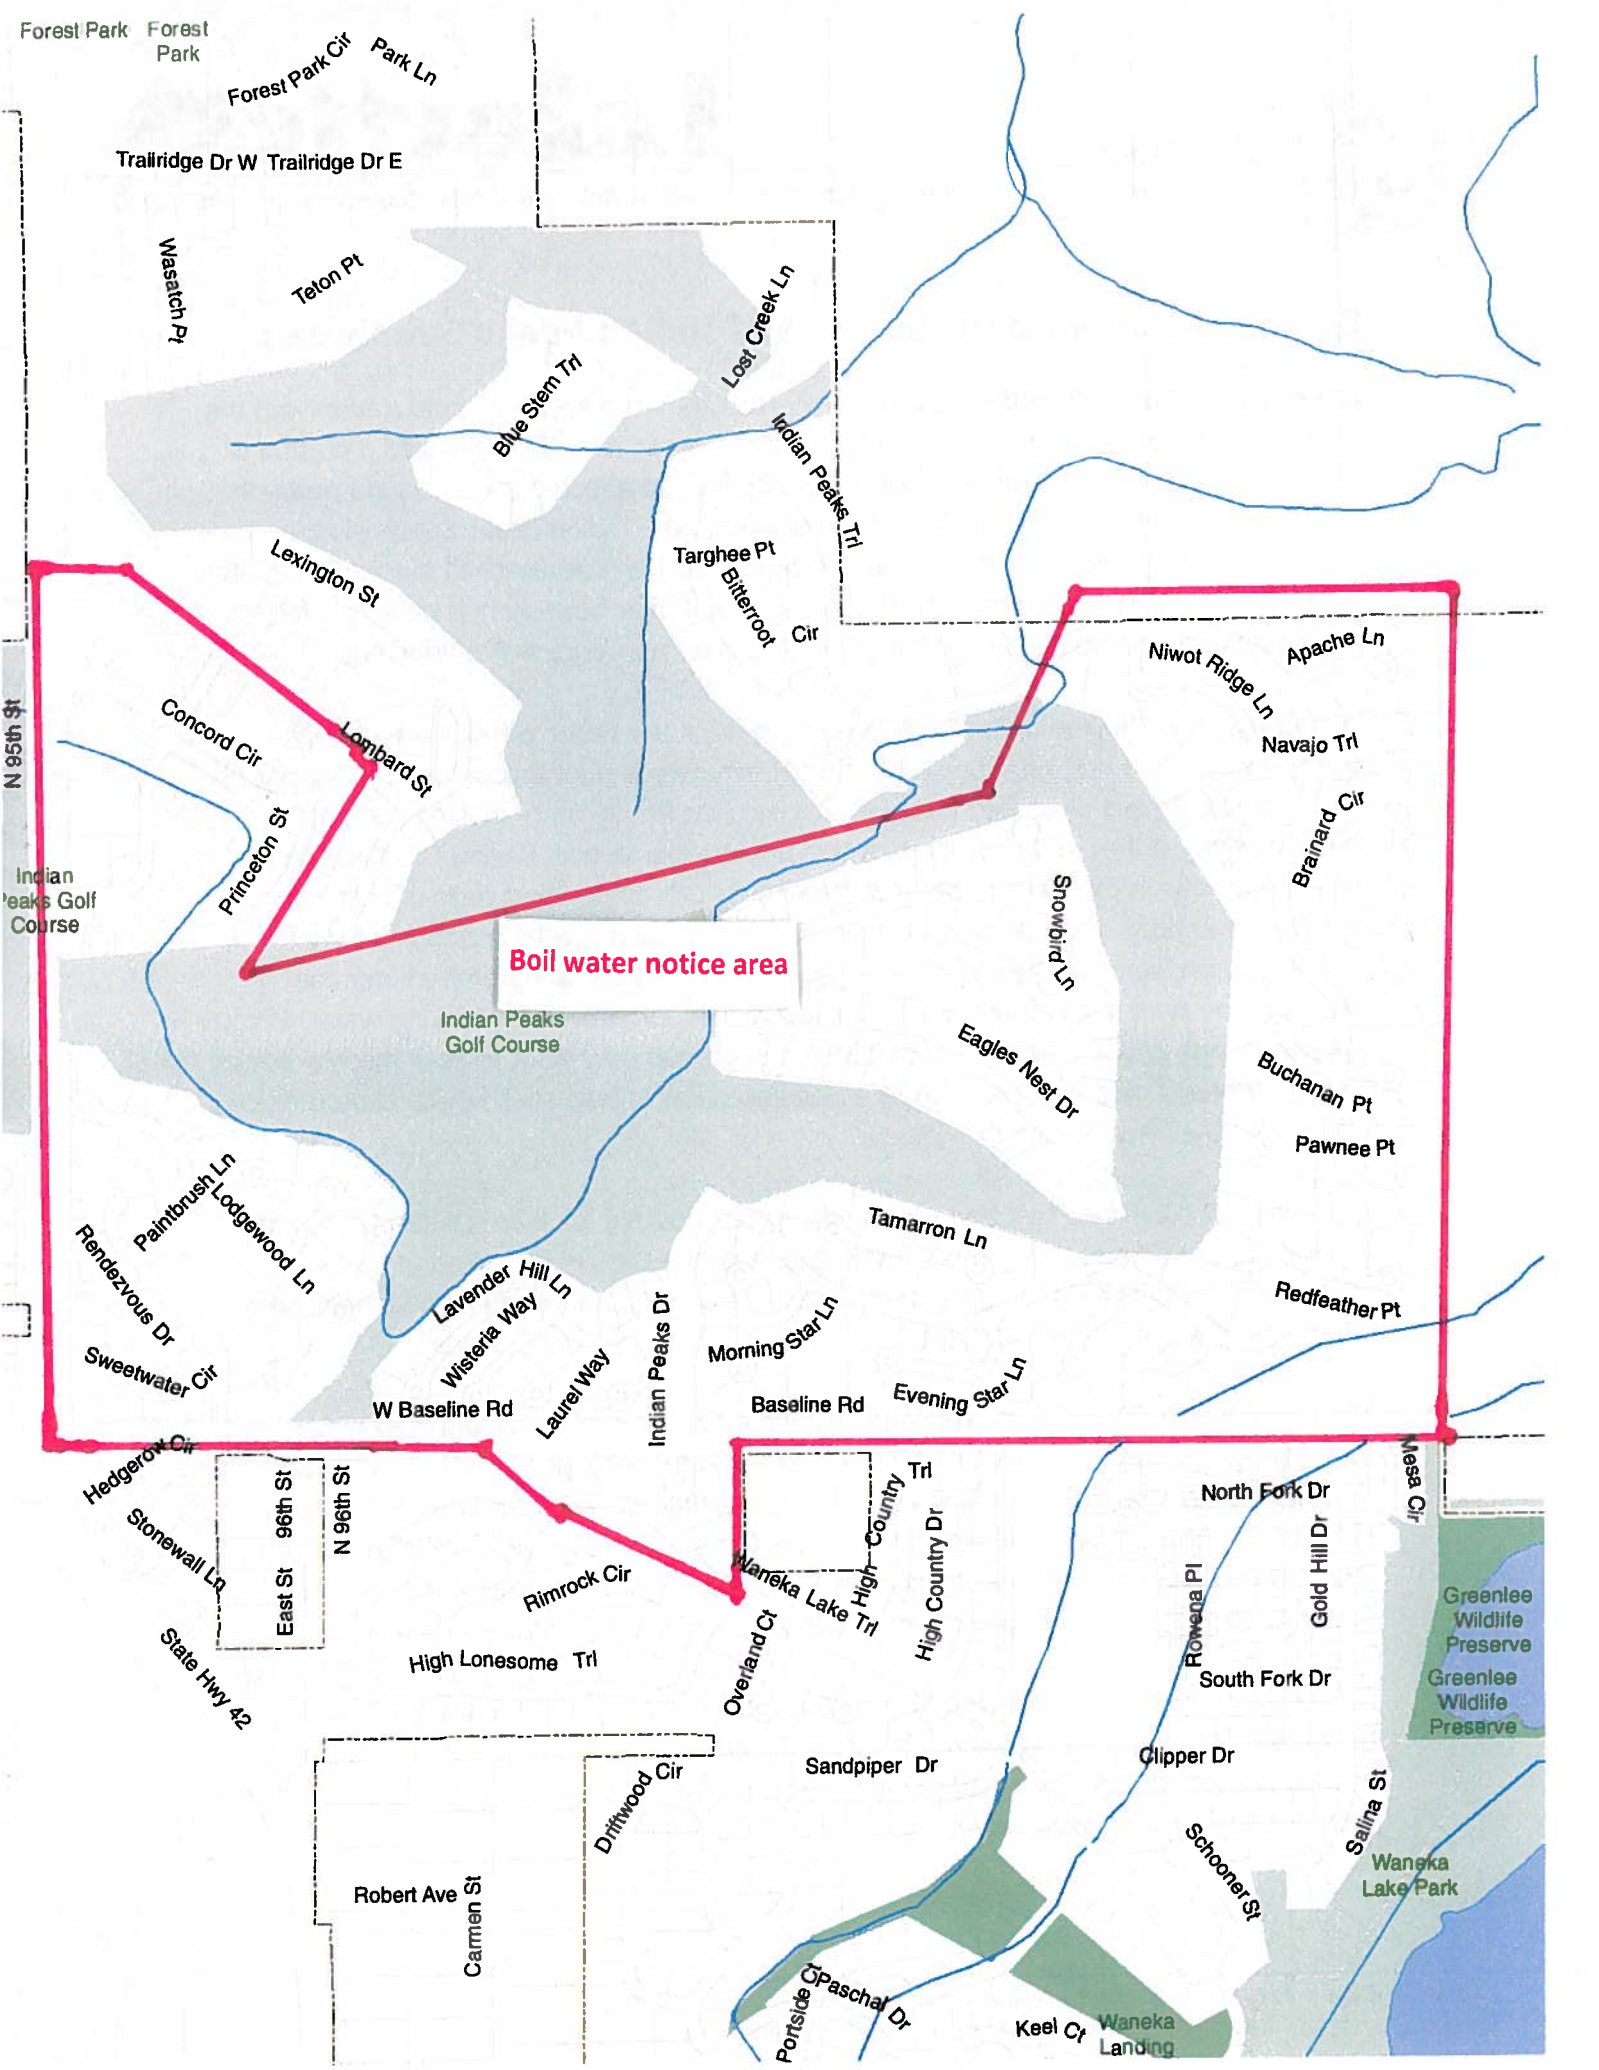 Forest Park
Forest
Park
Forest Park Cir
Park Ln
Trailridge Dr W
Trailridge Dr E
Wasatch Pt
Teton Pt
Lost Creek Ln
Blue Stem Trl
Indian Peaks Trl
Lexington St
Targhee Pt
Bitterroot Cir
Niwot Ridge Ln
Apache Ln
N 95th St
Concord Cir
Lombard St
Navajo Trl
Princeton St
Brainard Cir
Indian
Peaks Golf
Course
Snowbird Ln
Boil water notice area
Indian Peaks
Golf Course
Eagles Nest Dr
Buchanan Pt
Pawnee Pt
Paintbrush Ln
Lodgewood Ln
Rendezvous Dr
Tamarron Ln
Lavender Hill Ln
Wisteria Way
Redfeather Pt
Indian Peaks Dr
Morning Star Ln
Sweetwater Cir
Laurel Way
W Baseline Rd
Baseline Rd
Evening Star Ln
Hedgerow Cir
96th St
N 96th St
High Country Trl
North Fork Dr
Mesa Cir
Stonewall Ln
East St
Rimrock Cir
Waneka Lake Trl
High Country Dr
Rowena Pl
Gold Hill Dr
Greenlee
Wildlife
Preserve
State Hwy 42
High Lonesome Trl
Overland Ct
South Fork Dr
Greenlee
Wildlife
Preserve
Driftwood Cir
Sandpiper Dr
Clipper Dr
Salina St
Schooner St
Waneka
Lake Park
Robert Ave
Carmen St
Portside Ct
Paschal Dr
Keel Ct
Waneka
Landing